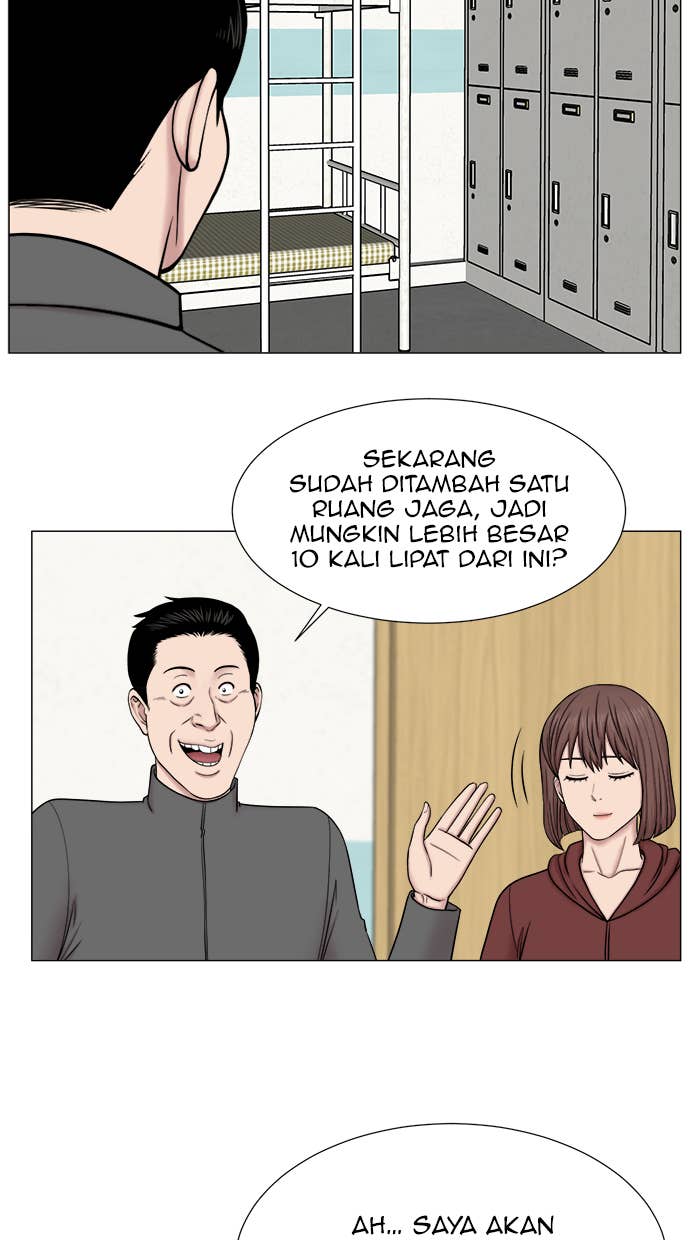 SEKARANG
SUDAH DITAMBAH SATU
RUANG JAGA, JADI
MUNGKIN LEBIH BESAR
10 KALI LIPAT DARI INI?
AH... SAYA AKAN